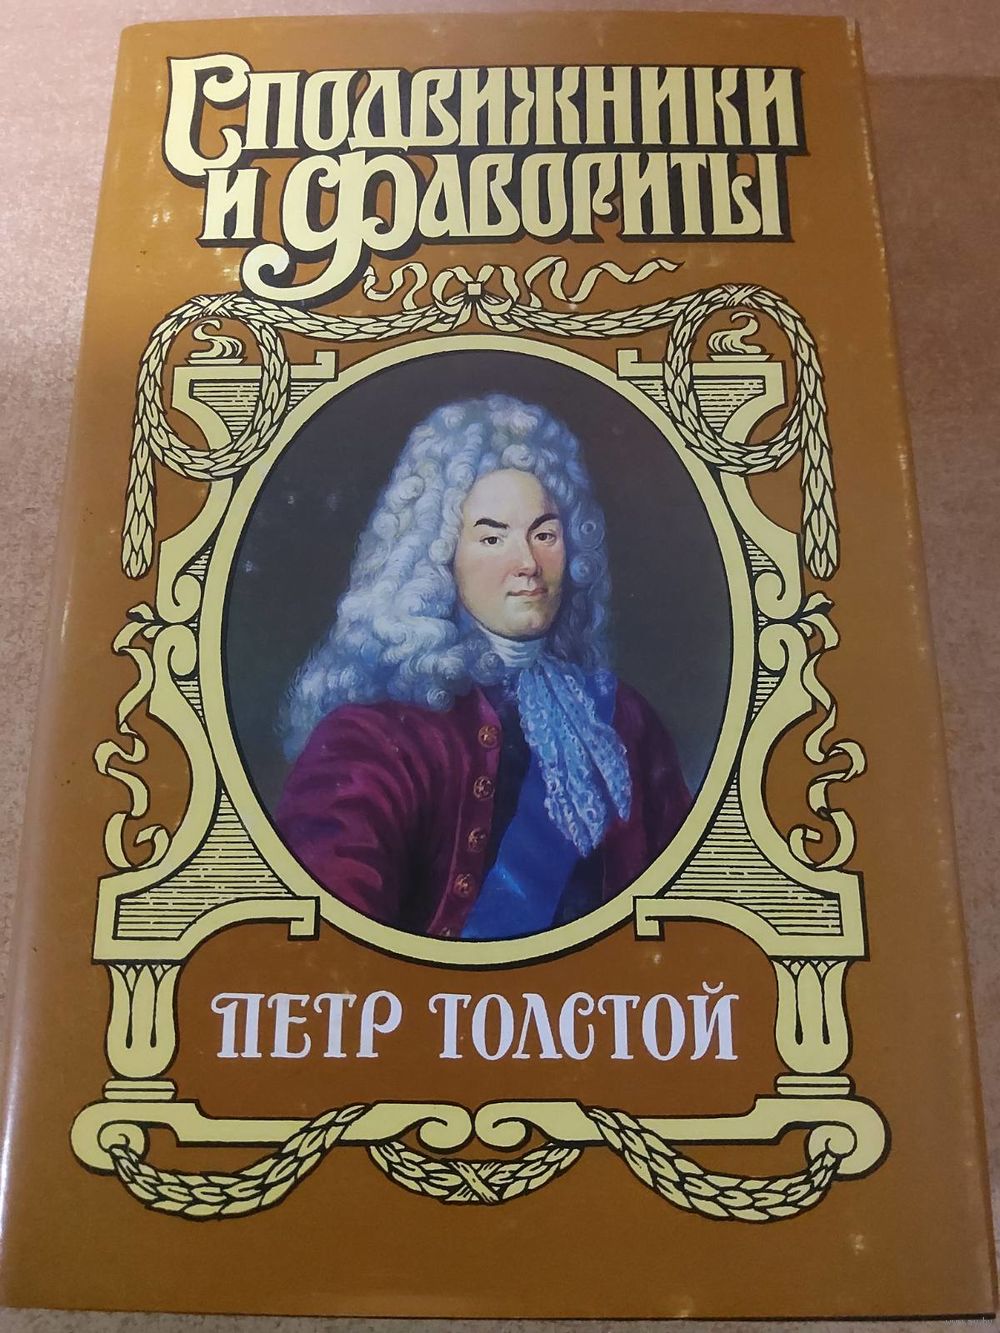 Сподвижники
и фавориты
ПЕТР ТОЛСТОЙ